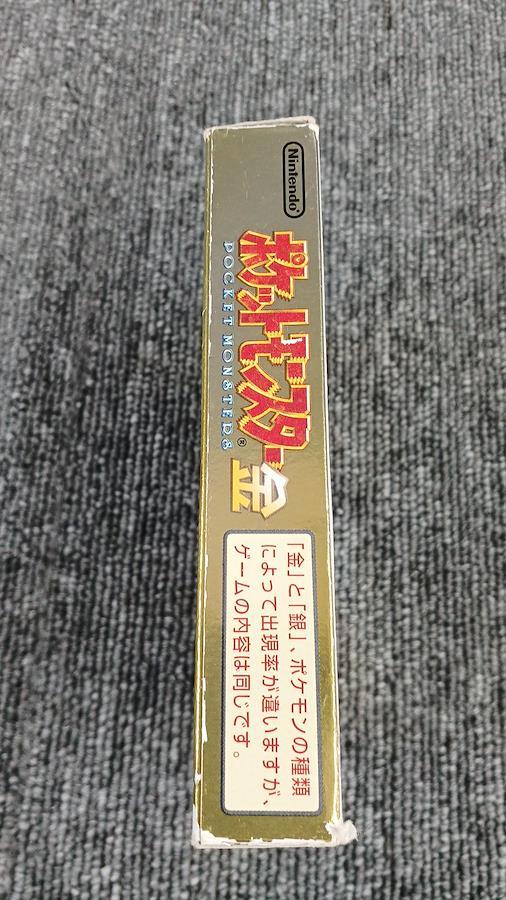 Nintendo®
ポケットモンスター金
POCKET MONSTERS®
「金」と「銀」、ポケモンの種類
によって出現率が違いますが、
ゲームの内容は同じです。